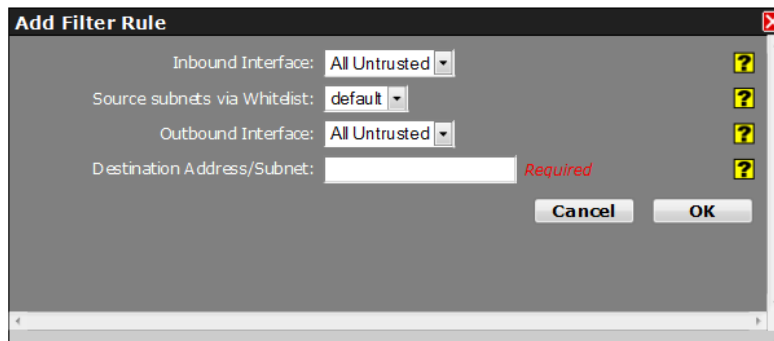 Add Filter Rule
Inbound Interface: All Untrusted ?
Source subnets via Whitelist: default ?
Outbound Interface: All Untrusted ?
Destination Address/Subnet: Required ?
Cancel OK